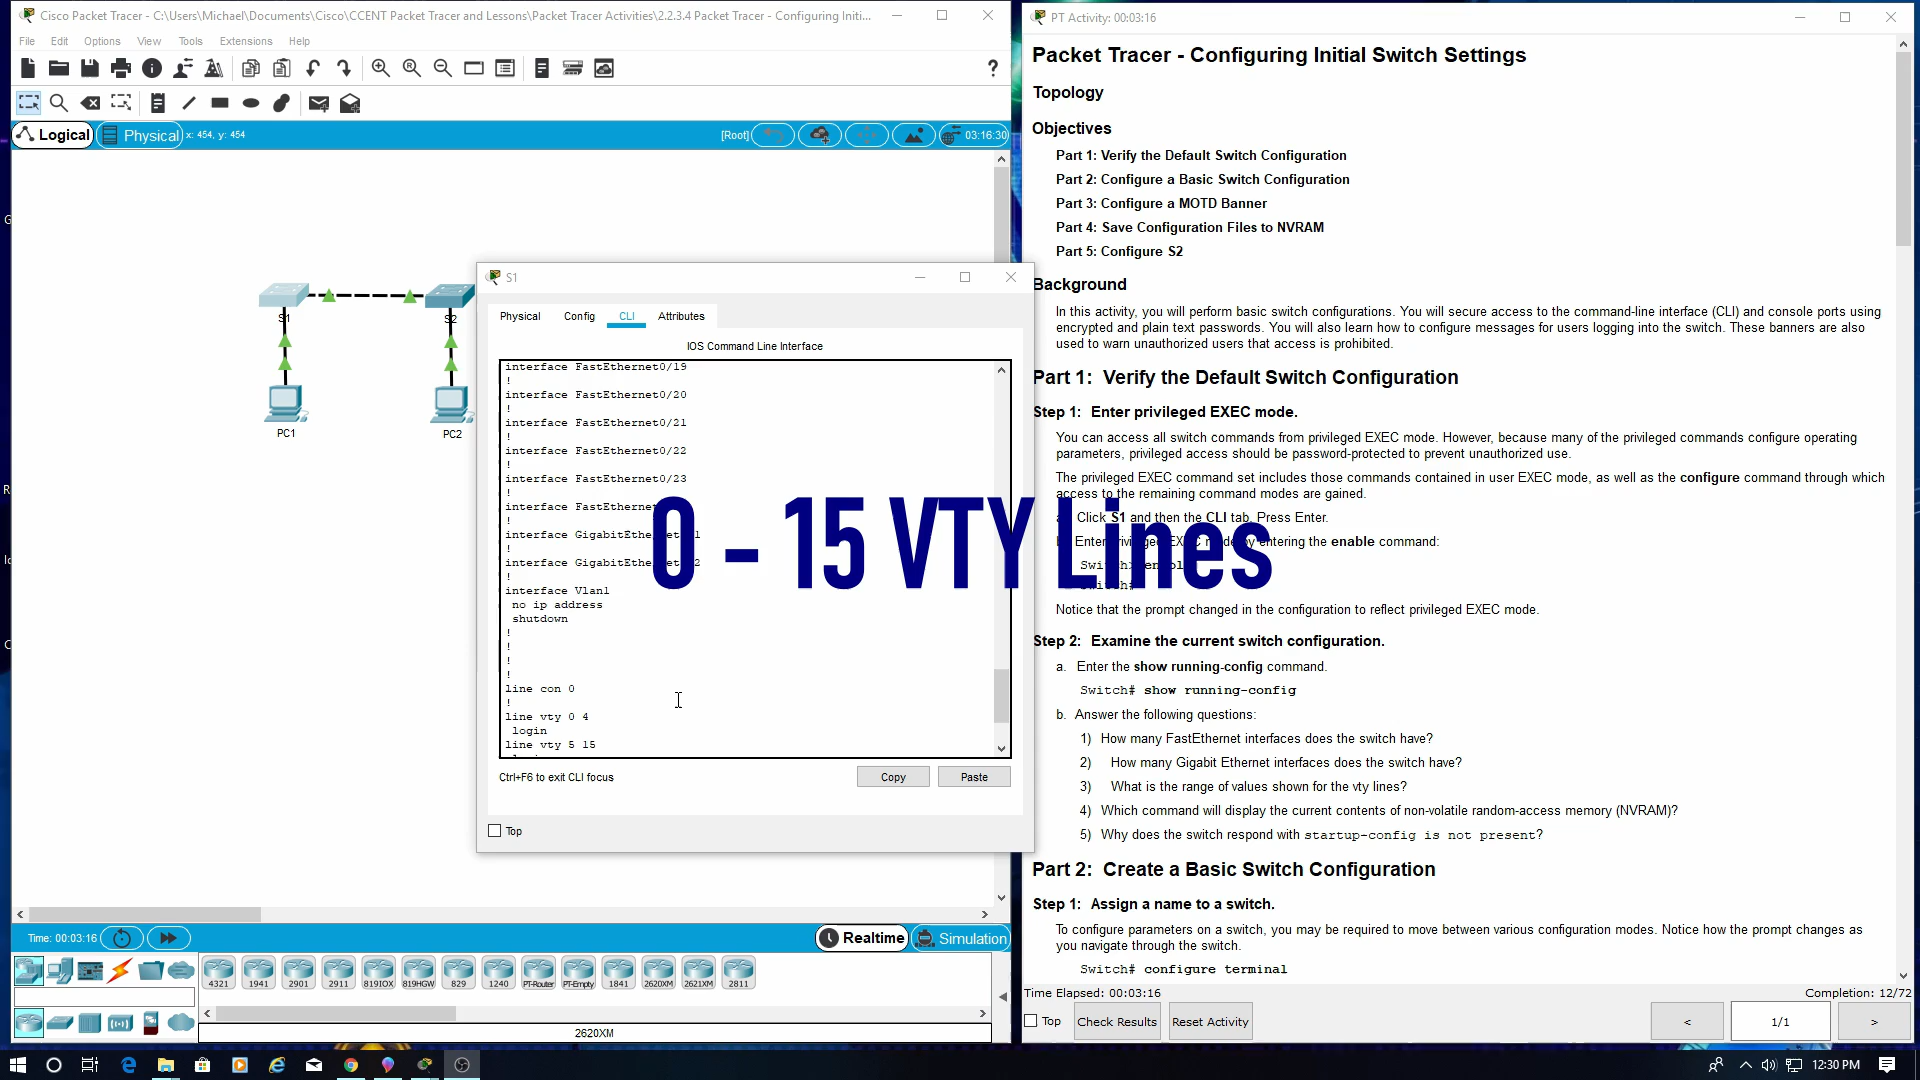 Cisco Packet Tracer - C:\Users\Michael\Documents\Cisco\CCENT Packet Tracer and Lessons\Packet Tracer Activities\2.2.3.4 Packet Tracer - Configuring Initi...
File Edit Options View Tools Extensions Help
Logical Physical x: 454, y: 454 [Root] 03:16:30
S1 S2
PC1 PC2
S1
Physical Config CLI Attributes
IOS Command Line Interface
interface FastEthernet0/19
!
interface FastEthernet0/20
!
interface FastEthernet0/21
!
interface FastEthernet0/22
!
interface FastEthernet0/23
!
interface FastEthernet
!
interface GigabitEthernet
!
interface GigabitEthernet
!
interface Vlan1
no ip address
shutdown
!
!
!
!
line con 0
!
line vty 0 4
login
line vty 5 15
Ctrl+F6 to exit CLI focus Copy Paste
Top
0 - 15 VTY Lines
Time: 00:03:16 Realtime Simulation
4321 1941 2901 2911 819IOX 819HGW 829 1240 PT-Router PT-Empty 1841 2620XM 2621XM 2811
2620XM
PT Activity: 00:03:16
Packet Tracer - Configuring Initial Switch Settings
Topology
Objectives
Part 1: Verify the Default Switch Configuration
Part 2: Configure a Basic Switch Configuration
Part 3: Configure a MOTD Banner
Part 4: Save Configuration Files to NVRAM
Part 5: Configure S2
Background
In this activity, you will perform basic switch configurations. You will secure access to the command-line interface (CLI) and console ports using
encrypted and plain text passwords. You will also learn how to configure messages for users logging into the switch. These banners are also
used to warn unauthorized users that access is prohibited.
Part 1: Verify the Default Switch Configuration
Step 1: Enter privileged EXEC mode.
You can access all switch commands from privileged EXEC mode. However, because many of the privileged commands configure operating
parameters, privileged access should be password-protected to prevent unauthorized use.
The privileged EXEC command set includes those commands contained in user EXEC mode, as well as the configure command through which
access to the remaining command modes are gained.
a. Click S1 and then the CLI tab. Press Enter.
b. Enter privileged EXEC mode by entering the enable command:
Switch> enable
Switch#
Notice that the prompt changed in the configuration to reflect privileged EXEC mode.
Step 2: Examine the current switch configuration.
a. Enter the show running-config command.
Switch# show running-config
b. Answer the following questions:
1) How many FastEthernet interfaces does the switch have?
2) How many Gigabit Ethernet interfaces does the switch have?
3) What is the range of values shown for the vty lines?
4) Which command will display the current contents of non-volatile random-access memory (NVRAM)?
5) Why does the switch respond with startup-config is not present?
Part 2: Create a Basic Switch Configuration
Step 1: Assign a name to a switch.
To configure parameters on a switch, you may be required to move between various configuration modes. Notice how the prompt changes as
you navigate through the switch.
Switch# configure terminal
Time Elapsed: 00:03:16 Completion: 12/72
Top Check Results Reset Activity < 1/1 >
12:30 PM